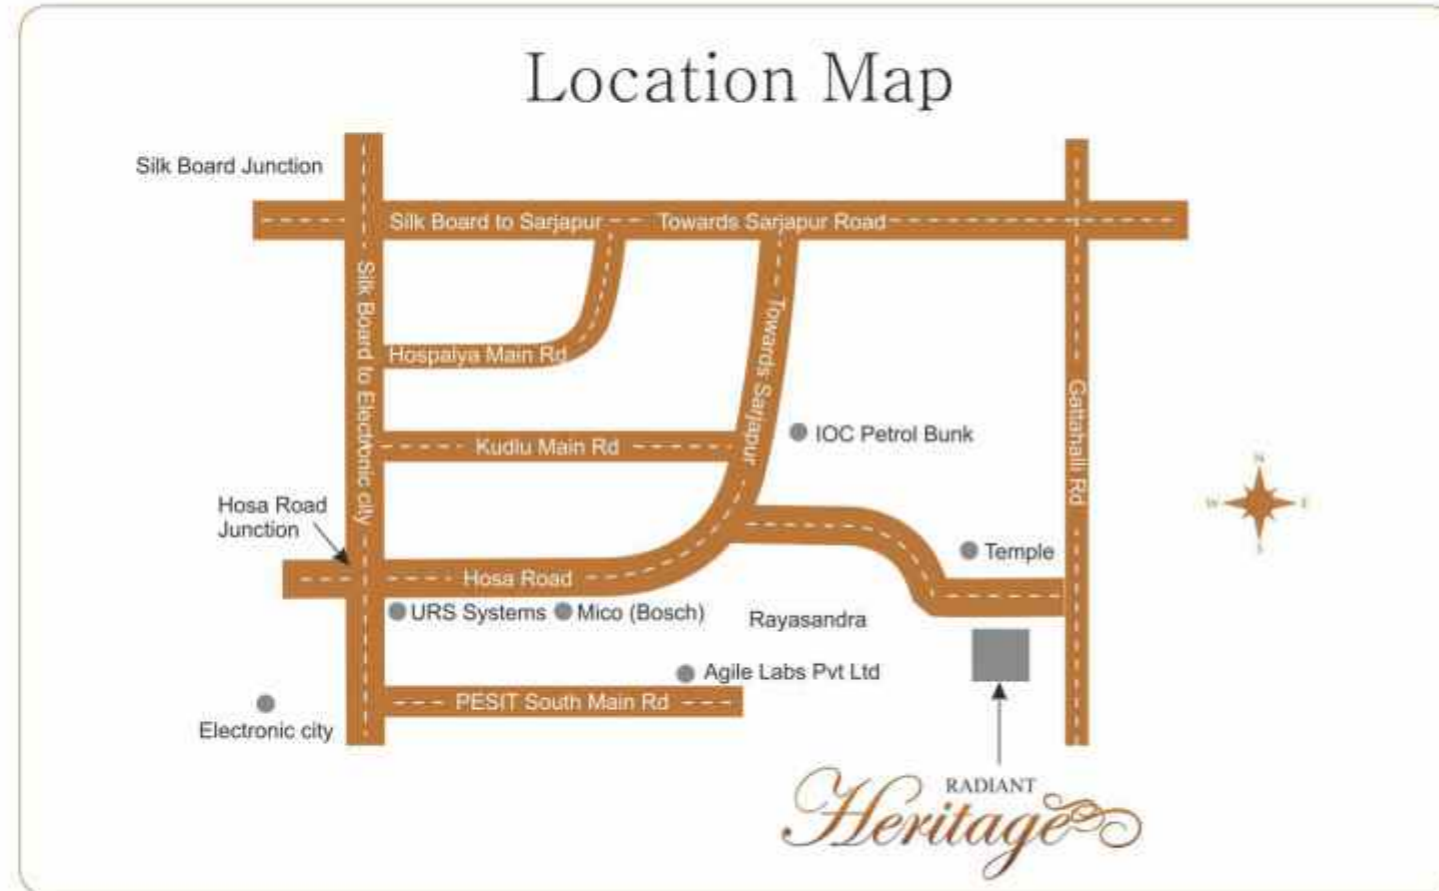 Location Map
Silk Board Junction
Silk Board to Sarjapur
Towards Sarjapur Road
Silk Board to Electronic city
Towards Sarjapur
Gattahalli Rd
Hospalya Main Rd
IOC Petrol Bunk
Kudlu Main Rd
N
W
E
S
Hosa Road
Junction
Temple
Hosa Road
URS Systems
Mico (Bosch)
Rayasandra
Agile Labs Pvt Ltd
PESIT South Main Rd
Electronic city
RADIANT
Heritage